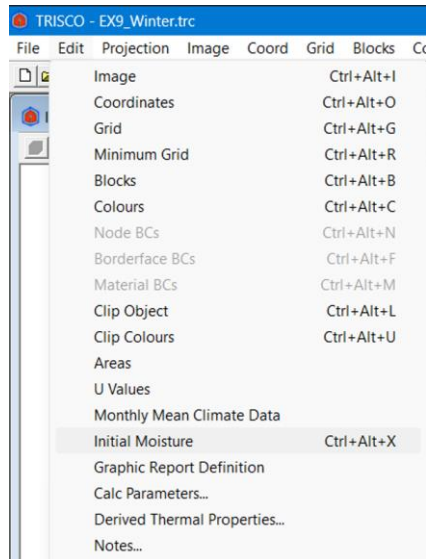 TRISCO - EX9_Winter.trc
File Edit Projection Image Coord Grid Blocks
Image Ctrl+Alt+I
Coordinates Ctrl+Alt+O
Grid Ctrl+Alt+G
Minimum Grid Ctrl+Alt+R
Blocks Ctrl+Alt+B
Colours Ctrl+Alt+C
Node BCs Ctrl+Alt+N
Borderface BCs Ctrl+Alt+F
Material BCs Ctrl+Alt+M
Clip Object Ctrl+Alt+L
Clip Colours Ctrl+Alt+U
Areas
U Values
Monthly Mean Climate Data
Initial Moisture Ctrl+Alt+X
Graphic Report Definition
Calc Parameters...
Derived Thermal Properties...
Notes...